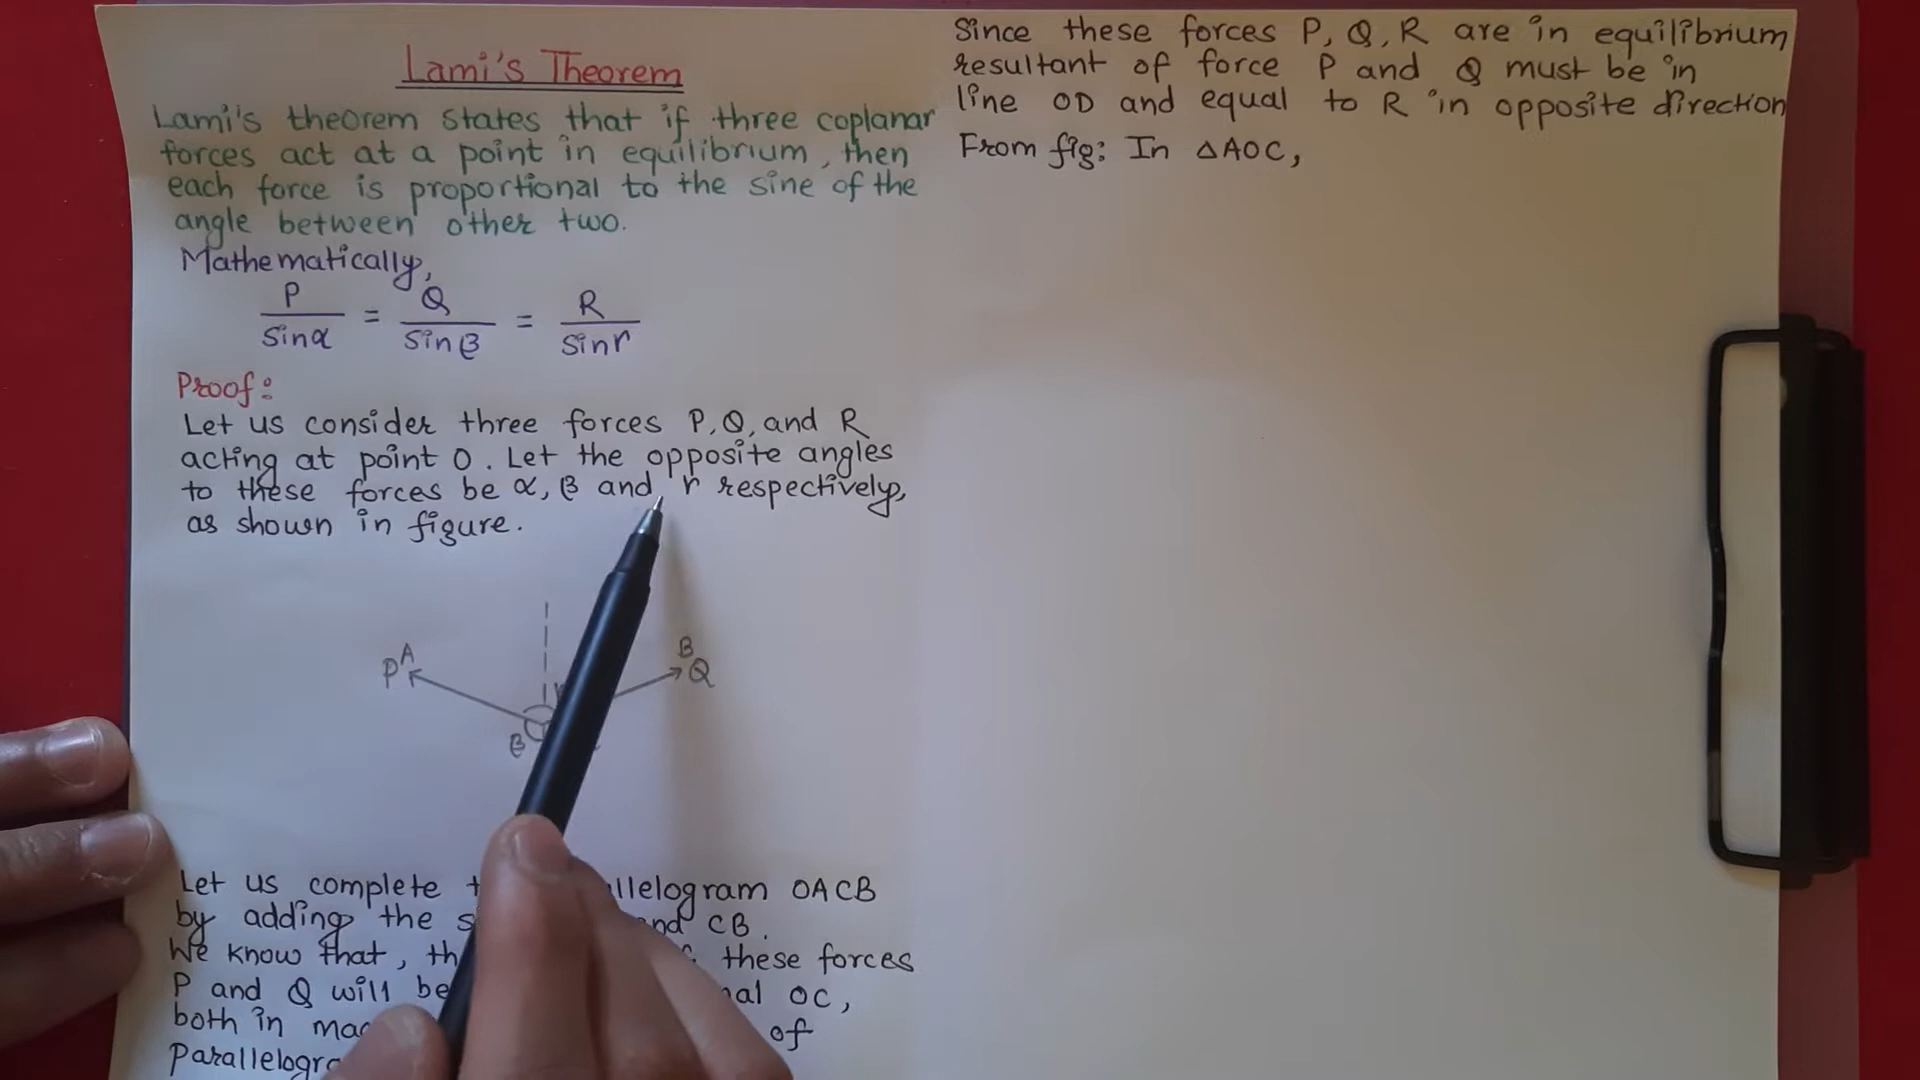 Lami's Theorem
Lami's theorem states that if three coplanar
forces act at a point in equilibrium, then
each force is proportional to the sine of the
angle between other two.
Mathematically,
P/sinα = Q/sinβ = R/sinr
Proof:
Let us consider three forces P, Q, and R
acting at point O. Let the opposite angles
to these forces be α, β and r respectively,
as shown in figure.
P A
B Q
β
Let us complete OACB
by adding the and CB.
We know that, these forces
P and Q will be OC,
both in of
Since these forces P, Q, R are in equilibrium
resultant of force P and Q must be in
line OD and equal to R in opposite direction
From fig: In △AOC,